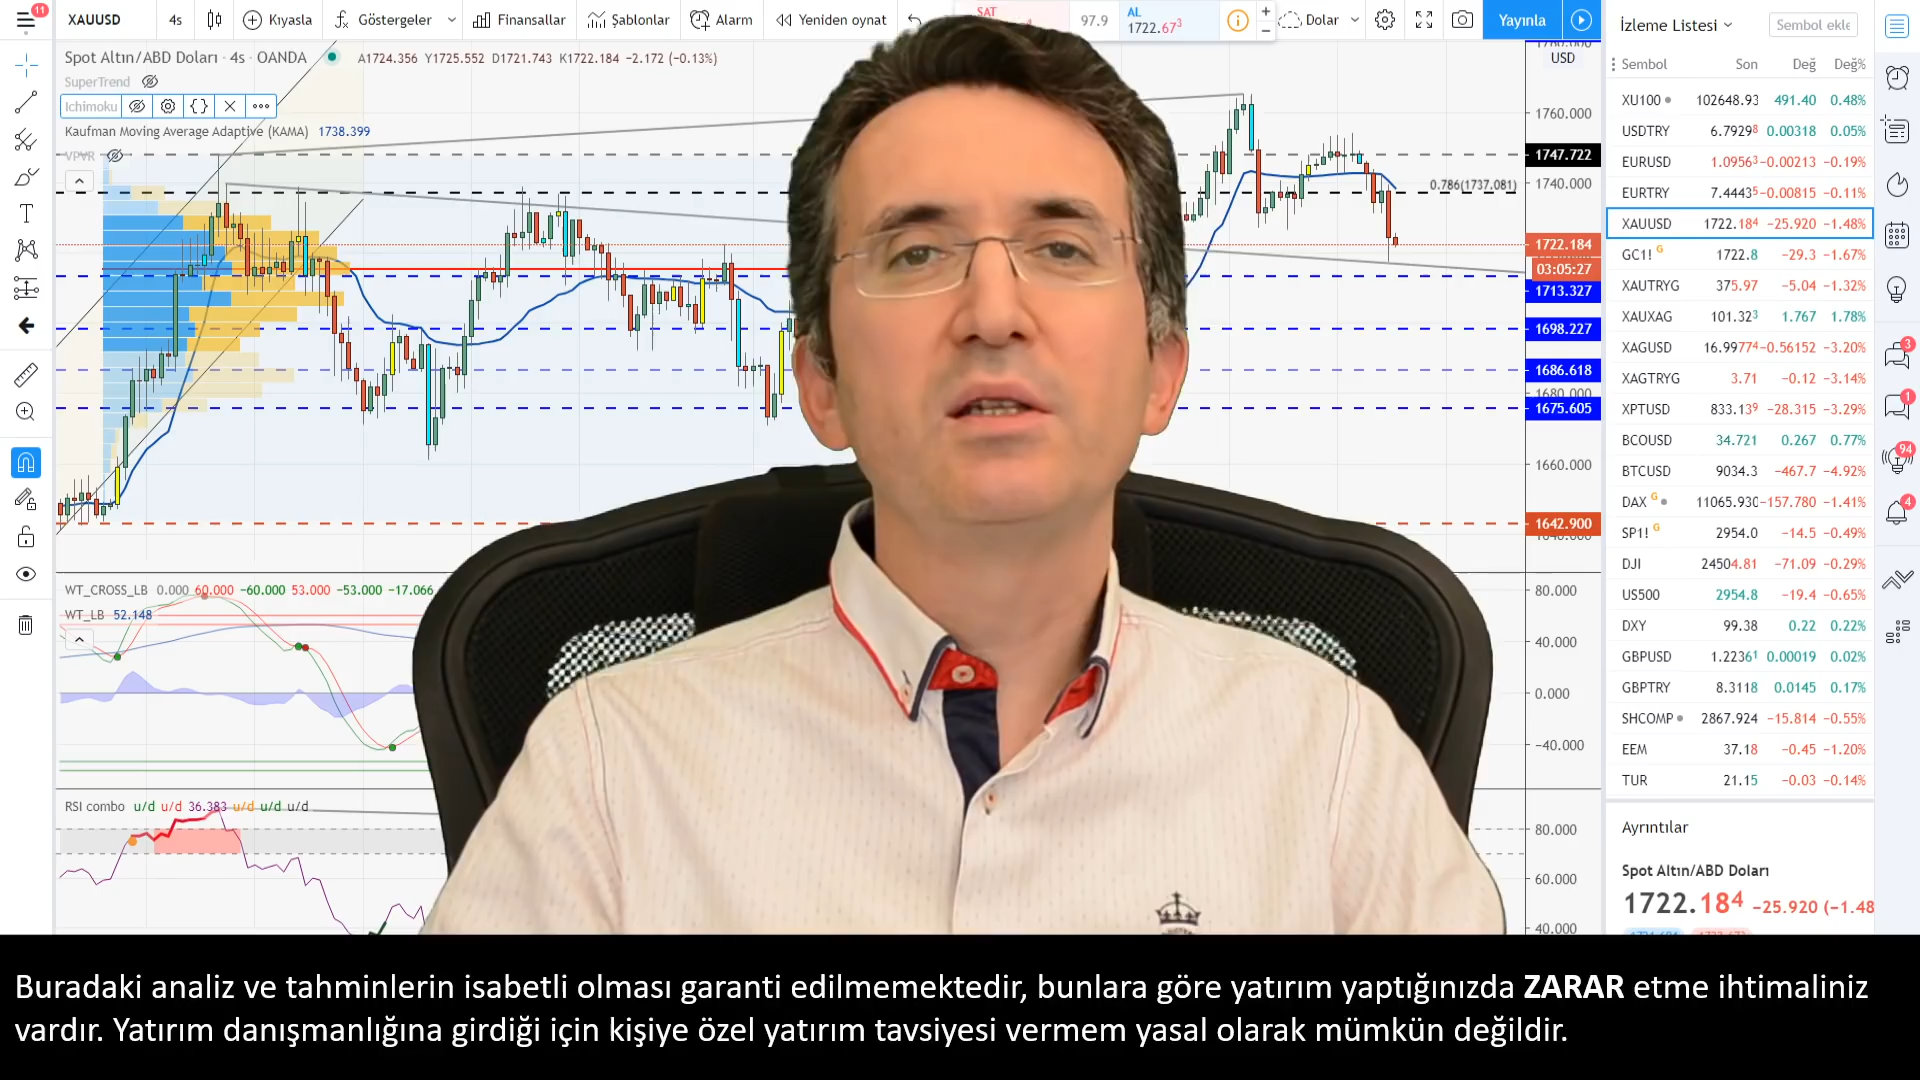 11
XAUUSD 4s Kıyasla Göstergeler Finansallar Şablonlar Alarm Yeniden oynat
SAT
97.9
AL
1722.67³
Dolar
Yayınla
Spot Altın/ABD Doları · 4s · OANDA A1724.356 Y1725.552 D1721.743 K1722.184 −2.172 (−0.13%)
SuperTrend
Ichimoku
Kaufman Moving Average Adaptive (KAMA) 1738.399
VPVR
USD
1760.000
1747.722
1740.000
0.786(1737.081)
1722.184
03:05:27
1713.327
1698.227
1686.618
1680.000
1675.605
1660.000
1642.900
1640.000
WT_CROSS_LB 0.000 60.000 −60.000 53.000 −53.000 −17.066
WT_LB 52.148
80.000
40.000
0.000
−40.000
RSI combo u/d u/d 36.383 u/d u/d u/d
80.000
60.000
40.000
İzleme Listesi
Sembol ekle
Sembol Son Değ Değ%
XU100 102648.93 491.40 0.48%
USDTRY 6.7929⁸ 0.00318 0.05%
EURUSD 1.0956³ −0.00213 −0.19%
EURTRY 7.4443⁵ −0.00815 −0.11%
XAUUSD 1722.18⁴ −25.920 −1.48%
GC1! G 1722.8 −29.3 −1.67%
XAUTRYG 375.97 −5.04 −1.32%
XAUXAG 101.32³ 1.767 1.78%
XAGUSD 16.9977⁴ −0.56152 −3.20%
XAGTRYG 3.71 −0.12 −3.14%
XPTUSD 833.13⁹ −28.315 −3.29%
BCOUSD 34.721 0.267 0.77%
BTCUSD 9034.3 −467.7 −4.92%
DAX G 11065.930 −157.780 −1.41%
SP1! G 2954.0 −14.5 −0.49%
DJI 24504.81 −71.09 −0.29%
US500 2954.8 −19.4 −0.65%
DXY 99.38 0.22 0.22%
GBPUSD 1.2236¹ 0.00019 0.02%
GBPTRY 8.3118 0.0145 0.17%
SHCOMP 2867.924 −15.814 −0.55%
EEM 37.18 −0.45 −1.20%
TUR 21.15 −0.03 −0.14%
Ayrıntılar
Spot Altın/ABD Doları
1722.18⁴ −25.920 (−1.48
3
1
94
4
Buradaki analiz ve tahminlerin isabetli olması garanti edilmemektedir, bunlara göre yatırım yaptığınızda ZARAR etme ihtimaliniz
vardır. Yatırım danışmanlığına girdiği için kişiye özel yatırım tavsiyesi vermem yasal olarak mümkün değildir.